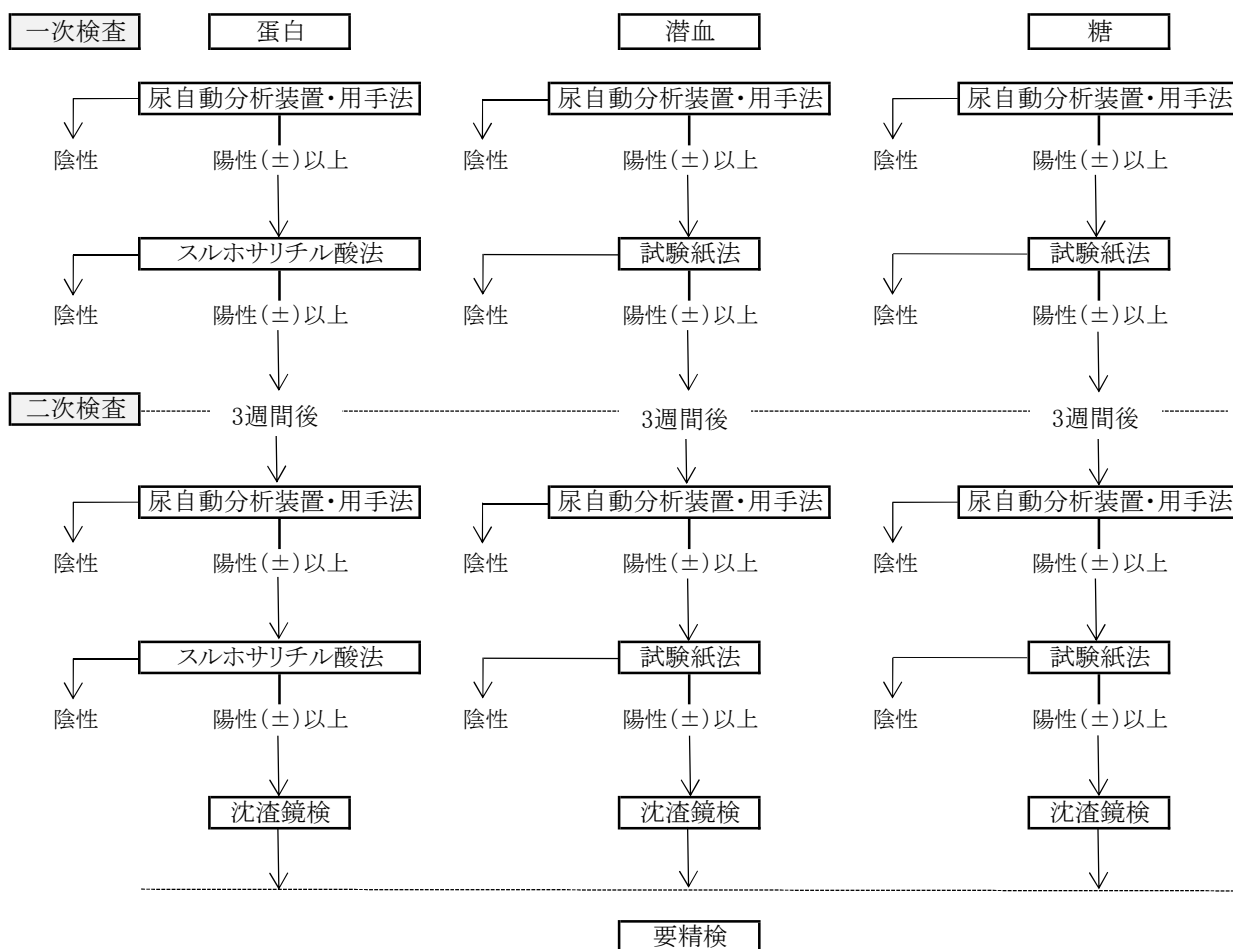 一次検査 蛋白 潜血 糖
尿自動分析装置・用手法 尿自動分析装置・用手法 尿自動分析装置・用手法
陰性 陽性(±)以上 陰性 陽性(±)以上 陰性 陽性(±)以上
スルホサリチル酸法 試験紙法 試験紙法
陰性 陽性(±)以上 陰性 陽性(±)以上 陰性 陽性(±)以上
二次検査 3週間後 3週間後 3週間後
尿自動分析装置・用手法 尿自動分析装置・用手法 尿自動分析装置・用手法
陰性 陽性(±)以上 陰性 陽性(±)以上 陰性 陽性(±)以上
スルホサリチル酸法 試験紙法 試験紙法
陰性 陽性(±)以上 陰性 陽性(±)以上 陰性 陽性(±)以上
沈渣鏡検 沈渣鏡検 沈渣鏡検
要精検